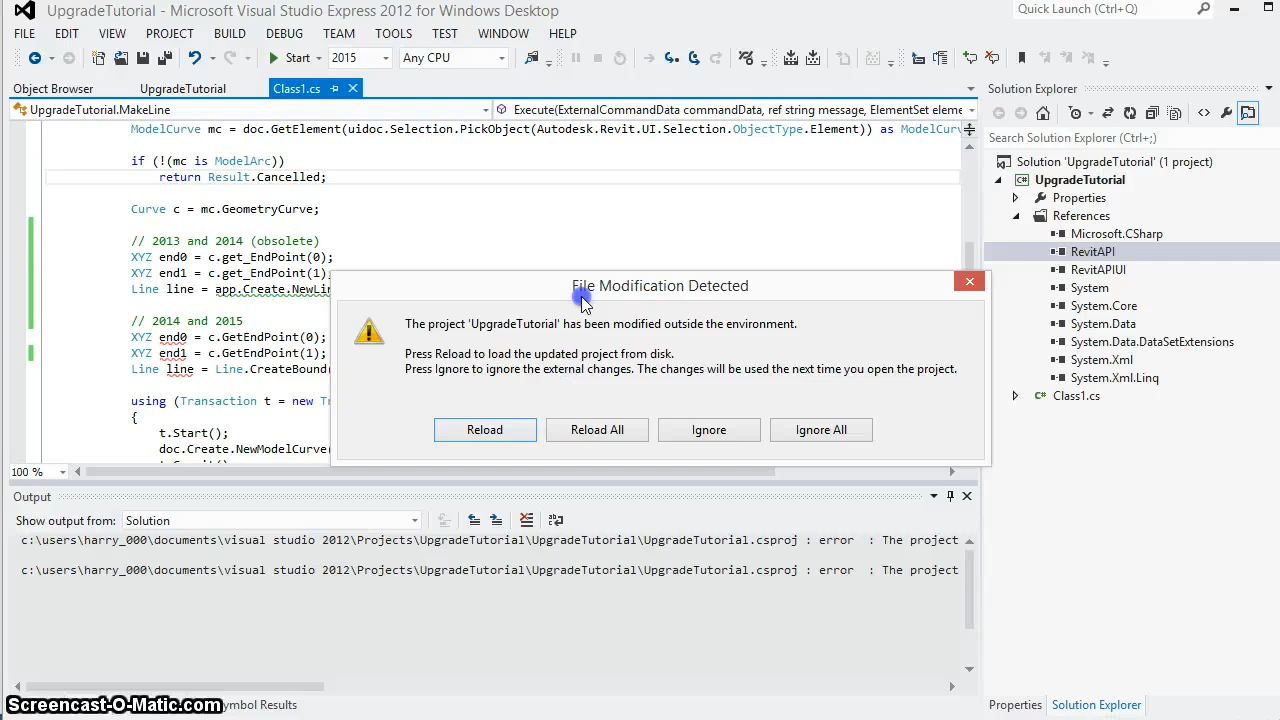 UpgradeTutorial - Microsoft Visual Studio Express 2012 for Windows Desktop
Quick Launch (Ctrl+Q)
FILE EDIT VIEW PROJECT BUILD DEBUG TEAM TOOLS TEST WINDOW HELP
Start 2015 Any CPU
Object Browser UpgradeTutorial Class1.cs
UpgradeTutorial.MakeLine Execute(ExternalCommandData commandData, ref string message, ElementSet eleme
ModelCurve mc = doc.GetElement(uidoc.Selection.PickObject(Autodesk.Revit.UI.Selection.ObjectType.Element)) as ModelCurv
if (!(mc is ModelArc))
return Result.Cancelled;
Curve c = mc.GeometryCurve;
// 2013 and 2014 (obsolete)
XYZ end0 = c.get_EndPoint(0);
XYZ end1 = c.get_EndPoint(1);
Line line = app.Create.NewLin
// 2014 and 2015
XYZ end0 = c.GetEndPoint(0);
XYZ end1 = c.GetEndPoint(1);
Line line = Line.CreateBound(
using (Transaction t = new Tr
{
t.Start();
doc.Create.NewModelCurve(
100 %
File Modification Detected
The project 'UpgradeTutorial' has been modified outside the environment.
Press Reload to load the updated project from disk.
Press Ignore to ignore the external changes. The changes will be used the next time you open the project.
Reload Reload All Ignore Ignore All
Output
Show output from: Solution
c:\users\harry_000\documents\visual studio 2012\Projects\UpgradeTutorial\UpgradeTutorial\UpgradeTutorial.csproj : error : The project
c:\users\harry_000\documents\visual studio 2012\Projects\UpgradeTutorial\UpgradeTutorial\UpgradeTutorial.csproj : error : The project
Solution Explorer
Search Solution Explorer (Ctrl+;)
Solution 'UpgradeTutorial' (1 project)
C# UpgradeTutorial
Properties
References
Microsoft.CSharp
RevitAPI
RevitAPIUI
System
System.Core
System.Data
System.Data.DataSetExtensions
System.Xml
System.Xml.Linq
C# Class1.cs
Properties Solution Explorer
Screencast-O-Matic.com
ymbol Results